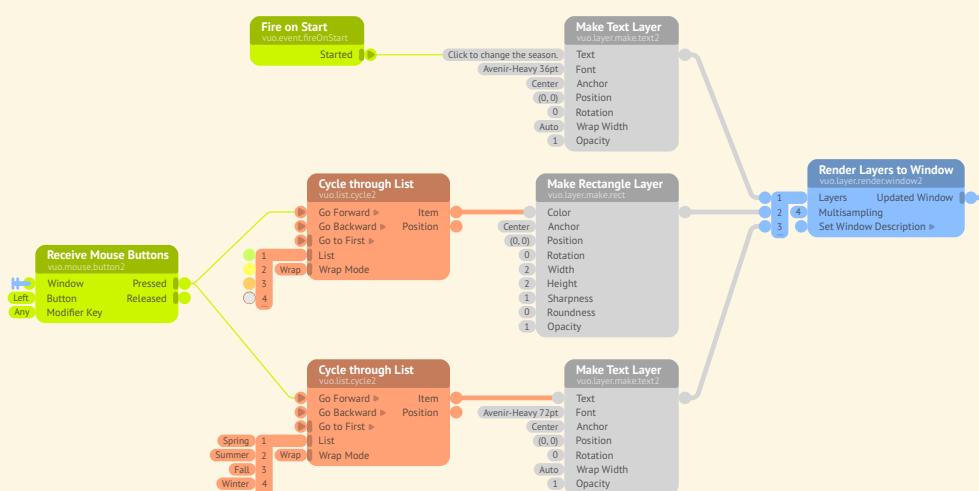 Fire on Start
vuo.event.fireOnStart
Started
Make Text Layer
vuo.layer.make.text2
Click to change the season. Text
Avenir-Heavy 36pt Font
Center Anchor
(0, 0) Position
0 Rotation
Auto Wrap Width
1 Opacity
Receive Mouse Buttons
vuo.mouse.button2
Window Pressed
Left Button Released
Any Modifier Key
Cycle through List
vuo.list.cycle2
Go Forward Item
Go Backward Position
Go to First
1 List
2 Wrap Wrap Mode
3
4
Make Rectangle Layer
vuo.layer.make.rect
Color
Center Anchor
(0, 0) Position
0 Rotation
2 Width
2 Height
1 Sharpness
0 Roundness
1 Opacity
Render Layers to Window
vuo.layer.render.window2
1 Layers Updated Window
2 4 Multisampling
3 Set Window Description
Cycle through List
vuo.list.cycle2
Go Forward Item
Go Backward Position
Go to First
Spring 1 List
Summer 2 Wrap Wrap Mode
Fall 3
Winter 4
Make Text Layer
vuo.layer.make.text2
Text
Avenir-Heavy 72pt Font
Center Anchor
(0, 0) Position
0 Rotation
Auto Wrap Width
1 Opacity